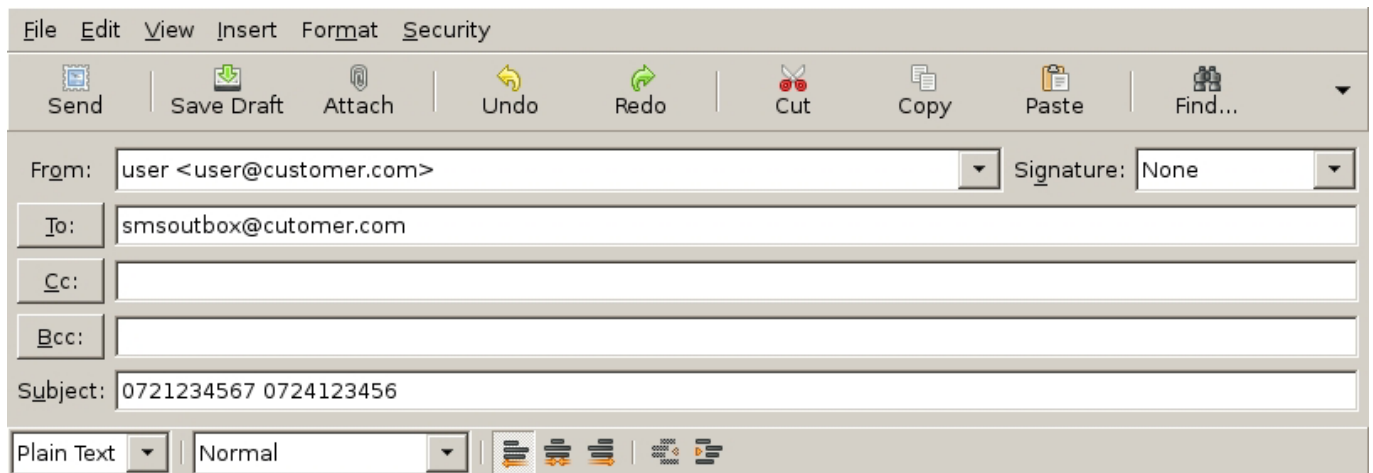 File Edit View Insert Format Security
Send Save Draft Attach Undo Redo Cut Copy Paste Find...
From: user <user@customer.com> Signature: None
To: smsoutbox@cutomer.com
Cc:
Bcc:
Subject: 0721234567 0724123456
Plain Text Normal